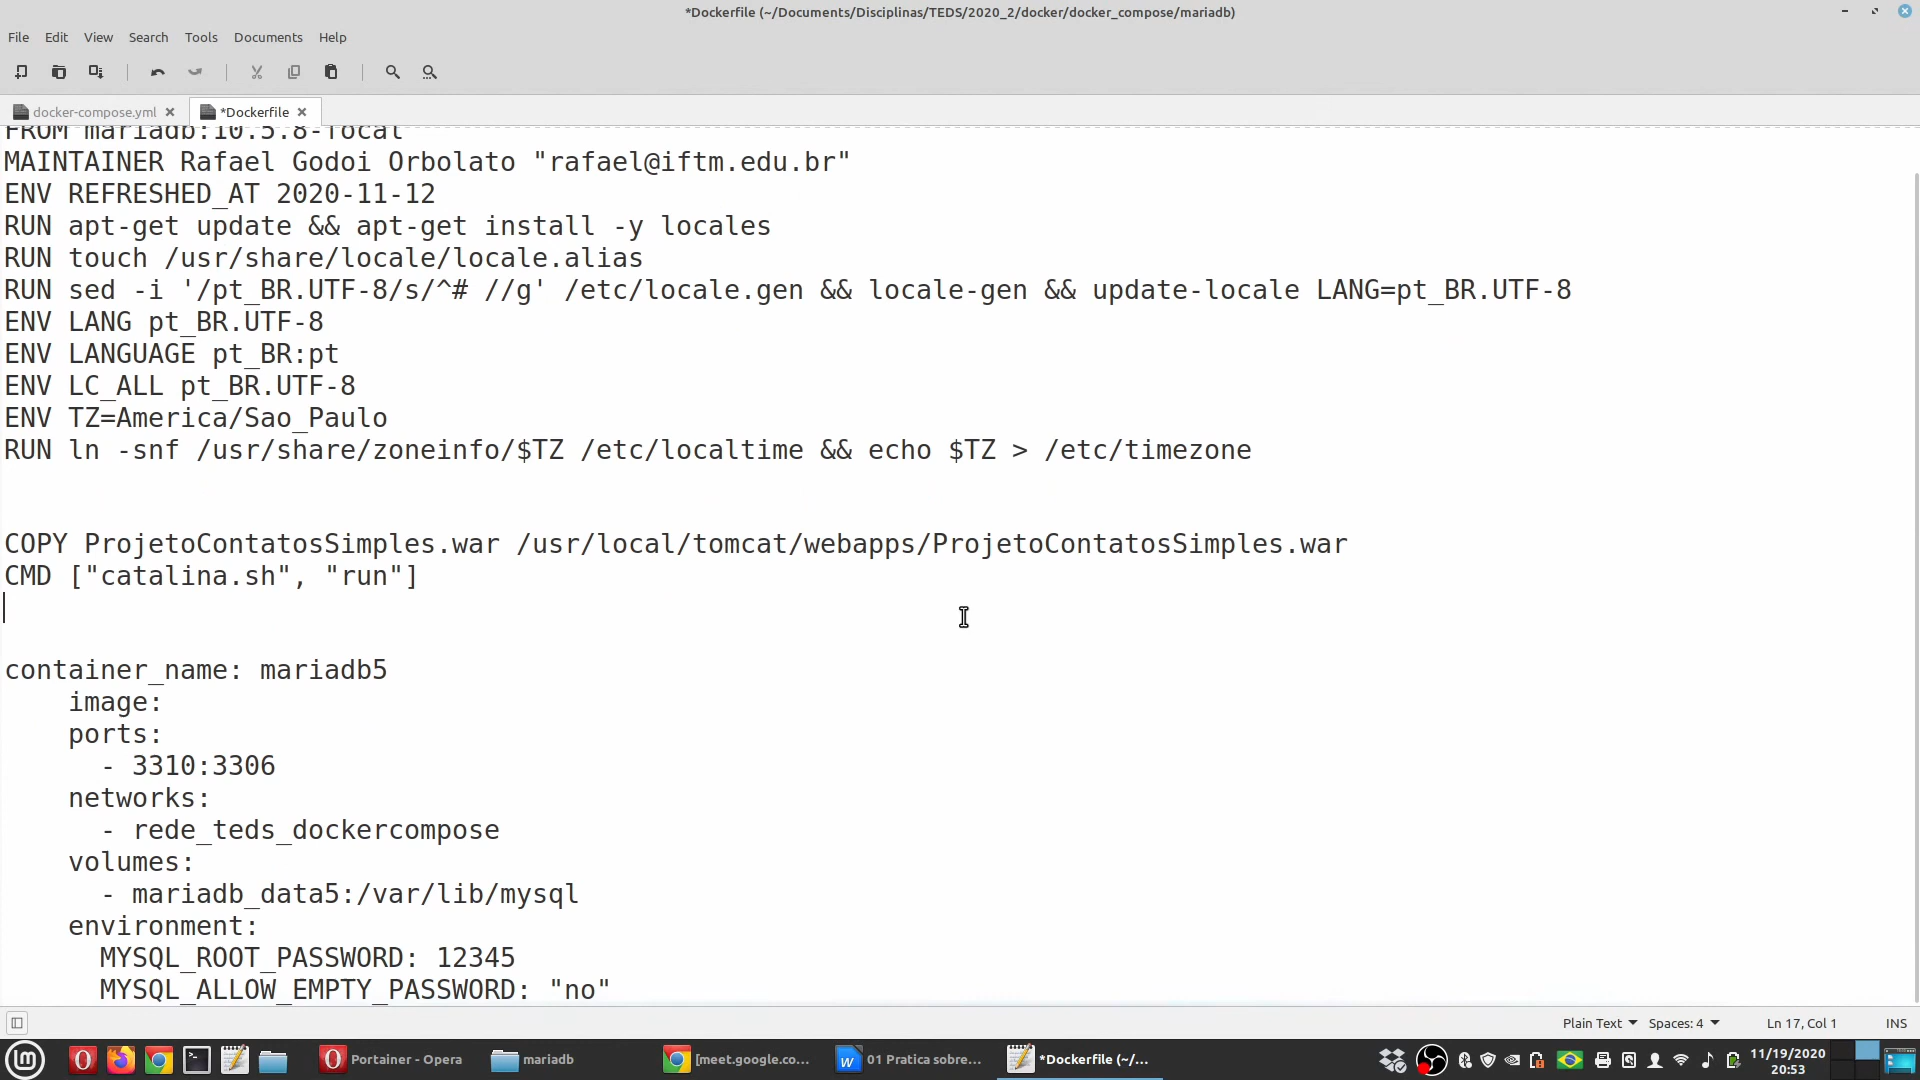 *Dockerfile (~/Documents/Disciplinas/TEDS/2020_2/docker/docker_compose/mariadb)
File Edit View Search Tools Documents Help
docker-compose.yml *Dockerfile
FROM mariadb:10.5.8-focal
MAINTAINER Rafael Godoi Orbolato "rafael@iftm.edu.br"
ENV REFRESHED_AT 2020-11-12
RUN apt-get update && apt-get install -y locales
RUN touch /usr/share/locale/locale.alias
RUN sed -i '/pt_BR.UTF-8/s/^# //g' /etc/locale.gen && locale-gen && update-locale LANG=pt_BR.UTF-8
ENV LANG pt_BR.UTF-8
ENV LANGUAGE pt_BR:pt
ENV LC_ALL pt_BR.UTF-8
ENV TZ=America/Sao_Paulo
RUN ln -snf /usr/share/zoneinfo/$TZ /etc/localtime && echo $TZ > /etc/timezone
COPY ProjetoContatosSimples.war /usr/local/tomcat/webapps/ProjetoContatosSimples.war
CMD ["catalina.sh", "run"]
container_name: mariadb5
image:
ports:
- 3310:3306
networks:
- rede_teds_dockercompose
volumes:
- mariadb_data5:/var/lib/mysql
environment:
MYSQL_ROOT_PASSWORD: 12345
MYSQL_ALLOW_EMPTY_PASSWORD: "no"
Plain Text Spaces: 4 Ln 17, Col 1 INS
Portainer - Opera mariadb [meet.google.co... 01 Pratica sobre... *Dockerfile (~/... 11/19/2020
20:53